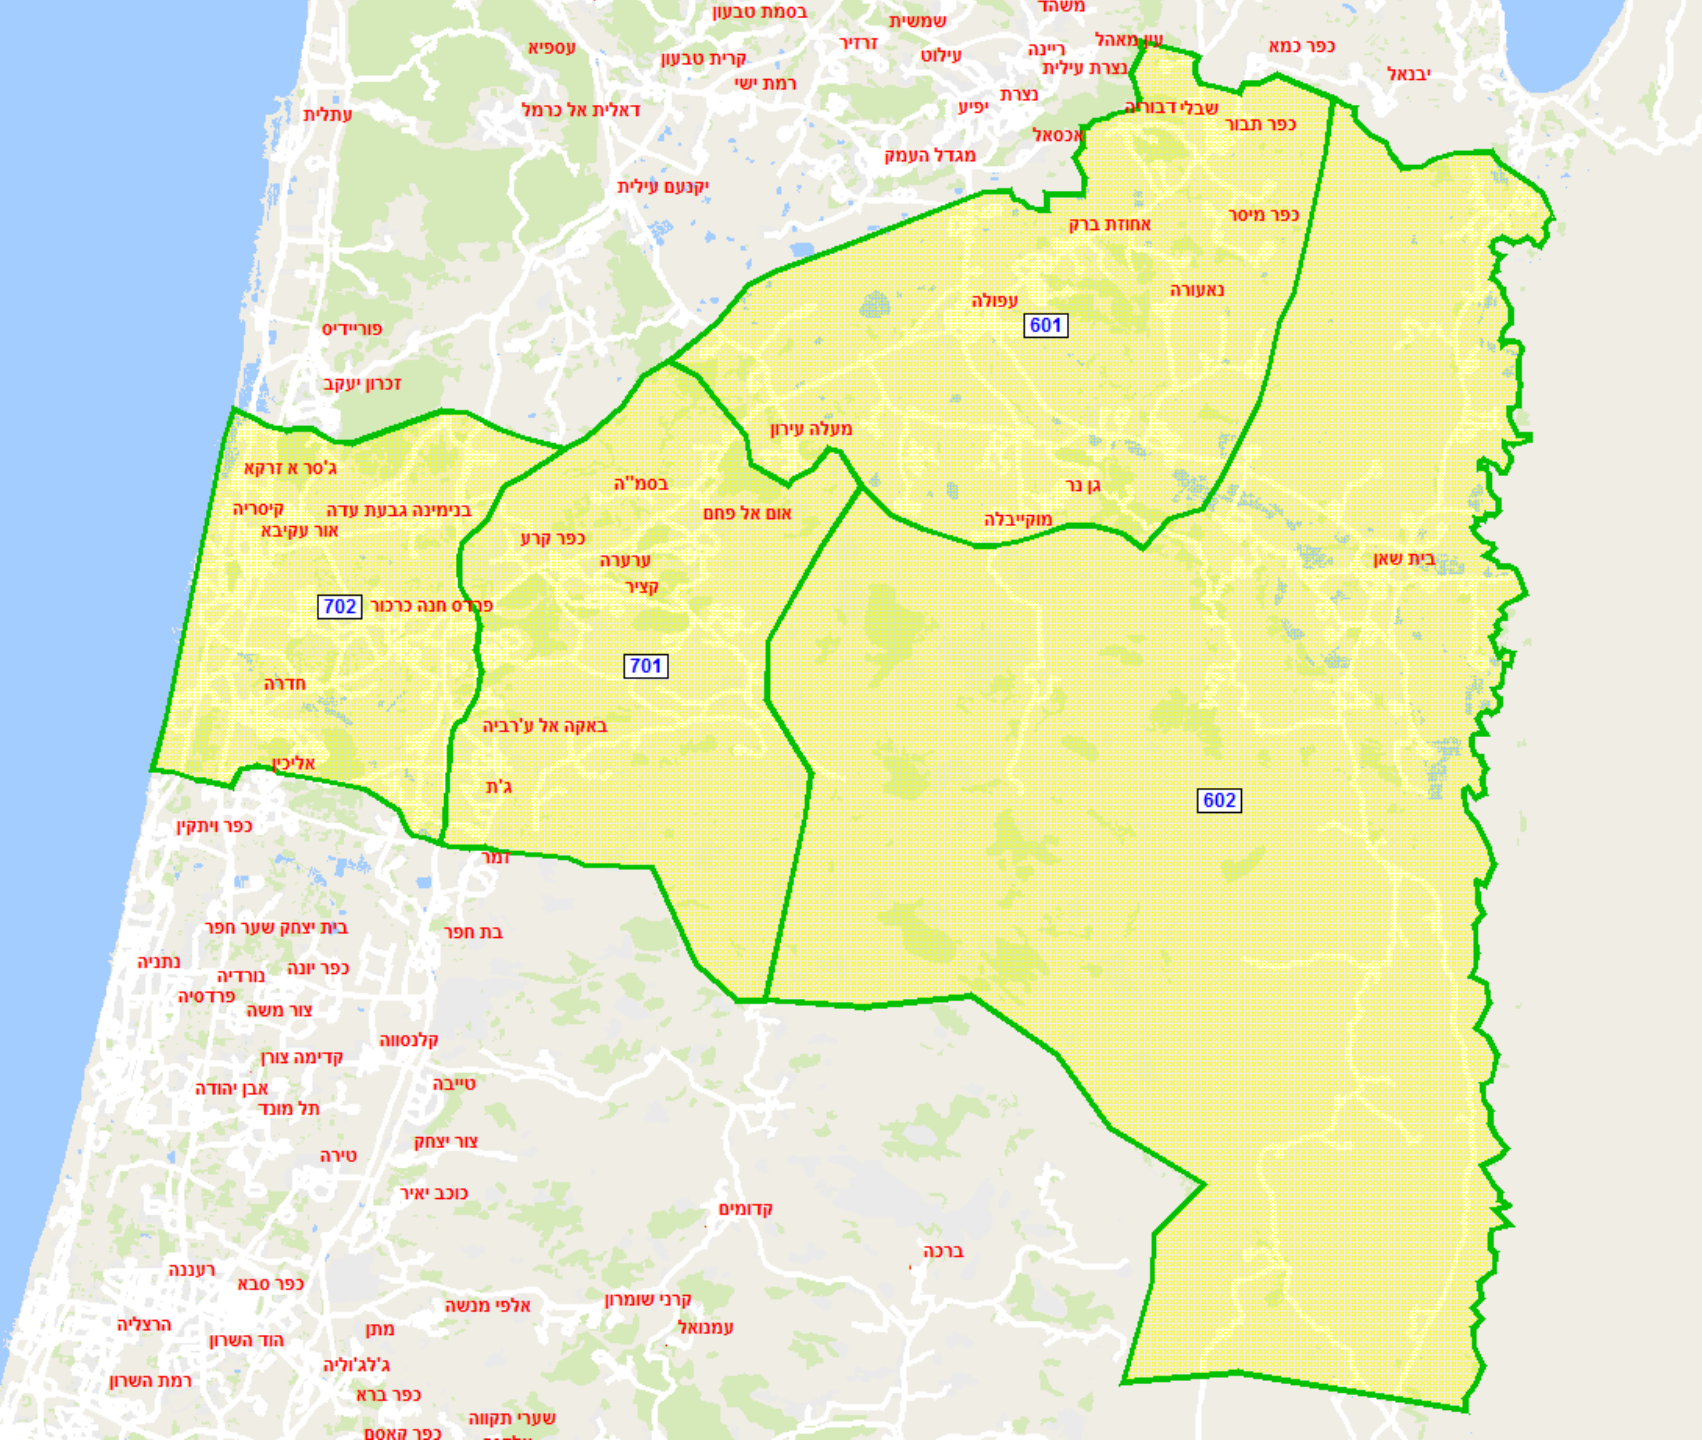 משהד
בסמת טבעון
שמשית
עין מאהל
זרזיר
כפר כמא
עספיא
ריינה
עילוט
קרית טבעון
נצרת עילית
יבנאל
רמת ישי
נצרת
יפיע
שבלי
דבוריה
דאלית אל כרמל
עתלית
כפר תבור
אכסאל
מגדל העמק
יקנעם עילית
כפר מיסר
אחוזת ברק
נאעורה
עפולה
601
פוריידיס
זכרון יעקב
מעלה עירון
ג'סר א זרקא
בסמ"ה
גן נר
קיסריה
בנימינה גבעת עדה
אום אל פחם
מוקייבלה
אור עקיבא
כפר קרע
ערערה
בית שאן
קציר
702
פרדס חנה כרכור
701
חדרה
באקה אל ע'רביה
אליכין
ג'ת
602
כפר ויתקין
זמר
בית יצחק שער חפר
בת חפר
נתניה
כפר יונה
נורדיה
פרדסיה
צור משה
קלנסווה
קדימה צורן
טייבה
אבן יהודה
תל מונד
צור יצחק
טירה
כוכב יאיר
קדומים
ברכה
רעננה
כפר סבא
קרני שומרון
אלפי מנשה
הרצליה
מתן
עמנואל
הוד השרון
ג'לג'וליה
רמת השרון
כפר ברא
שערי תקווה
כפר קאסם